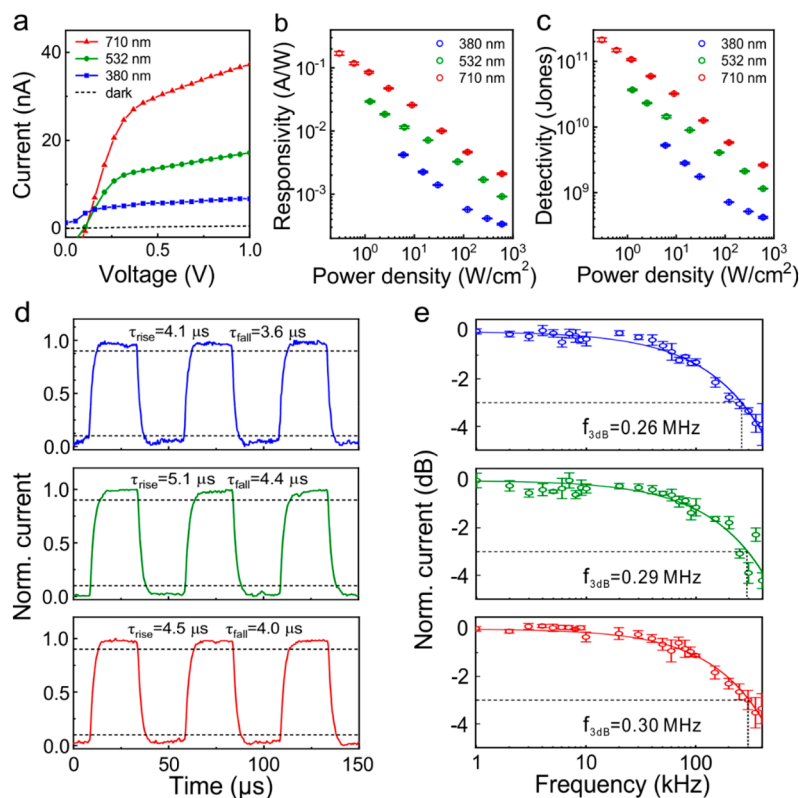 a
Current (nA)
40
20
0
710 nm
532 nm
380 nm
dark
0.0
0.5
1.0
Voltage (V)
b
Responsivity (A/W)
10⁻¹
10⁻²
10⁻³
380 nm
532 nm
710 nm
10⁰ 10¹ 10² 10³
Power density (W/cm²)
c
Detectivity (Jones)
10¹¹
10¹⁰
10⁹
380 nm
532 nm
710 nm
10⁰ 10¹ 10² 10³
Power density (W/cm²)
d
Norm. current
τrise=4.1 μs τfall=3.6 μs
1.0
0.5
0.0
τrise=5.1 μs τfall=4.4 μs
1.0
0.5
0.0
τrise=4.5 μs τfall=4.0 μs
1.0
0.5
0.0
0 50 100 150
Time (μs)
e
Norm. current (dB)
0
-2
-4
f3dB=0.26 MHz
0
-2
-4
f3dB=0.29 MHz
0
-2
-4
f3dB=0.30 MHz
1 10 100
Frequency (kHz)